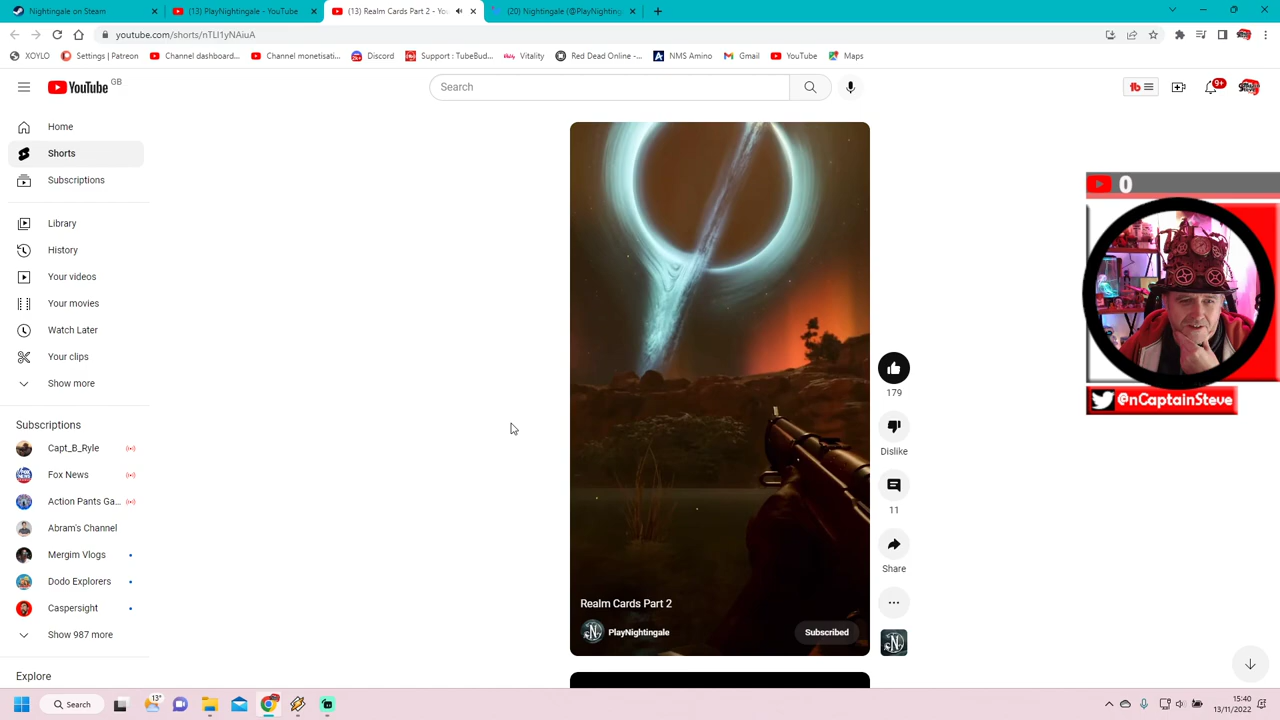 Nightingale on Steam
(13) PlayNightingale - YouTube
(13) Realm Cards Part 2 - You
(20) Nightingale (@PlayNighting
youtube.com/shorts/nTLI1yNAiuA
XOYLO
Settings | Patreon
Channel dashboard...
Channel monetisati...
Discord
Support : TubeBud...
Vitality
Red Dead Online -...
NMS Amino
Gmail
YouTube
Maps
YouTube GB
Search
9+
Home
Shorts
Subscriptions
Library
History
Your videos
Your movies
Watch Later
Your clips
Show more
Subscriptions
Capt_B_Ryle
Fox News
Action Pants Ga...
Abram's Channel
Mergim Vlogs
Dodo Explorers
Caspersight
Show 987 more
Explore
179
Dislike
11
Share
Realm Cards Part 2
PlayNightingale
Subscribed
0
@nCaptainSteve
13°
Search
15:40
13/11/2022